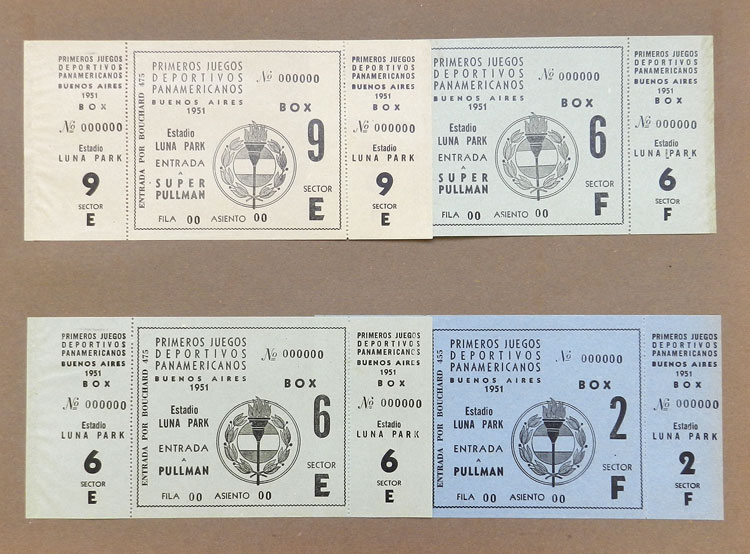 PRIMEROS JUEGOS
DEPORTIVOS
PANAMERICANOS
BUENOS AIRES
1951
BOX
Nº 000000
Estadio
LUNA PARK
9
SECTOR
E
ENTRADA POR BOUCHARD 475
PRIMEROS JUEGOS
DEPORTIVOS
PANAMERICANOS
BUENOS AIRES
1951
Nº 000000
BOX
Estadio
LUNA PARK
ENTRADA
A
SUPER
PULLMAN
9
SECTOR
E
FILA 00 ASIENTO 00
PRIMEROS JUEGOS
DEPORTIVOS
PANAMERICANOS
BUENOS AIRES
1951
BOX
Nº 000000
Estadio
LUNA PARK
9
SECTOR
E
PRIMEROS JUEGOS
DEPORTIVOS
PANAMERICANOS
BUENOS AIRES
1951
Nº 000000
BOX
Estadio
LUNA PARK
ENTRADA
A
SUPER
PULLMAN
6
SECTOR
F
FILA 00 ASIENTO 00
PRIMEROS JUEGOS
DEPORTIVOS
PANAMERICANOS
BUENOS AIRES
1951
BOX
Nº 000000
Estadio
LUNA PARK
6
SECTOR
F
PRIMEROS JUEGOS
DEPORTIVOS
PANAMERICANOS
BUENOS AIRES
1951
BOX
Nº 000000
Estadio
LUNA PARK
6
SECTOR
E
ENTRADA POR BOUCHARD 475
PRIMEROS JUEGOS
DEPORTIVOS
PANAMERICANOS
BUENOS AIRES
1951
Nº 000000
BOX
Estadio
LUNA PARK
ENTRADA
A
PULLMAN
6
SECTOR
E
FILA 00 ASIENTO 00
PRIMEROS JUEGOS
DEPORTIVOS
PANAMERICANOS
BUENOS AIRES
1951
BOX
Nº 000000
Estadio
LUNA PARK
6
SECTOR
E
ENTRADA POR BOUCHARD 455
PRIMEROS JUEGOS
DEPORTIVOS
PANAMERICANOS
BUENOS AIRES
1951
Nº 000000
BOX
Estadio
LUNA PARK
ENTRADA
A
PULLMAN
2
SECTOR
F
FILA 00 ASIENTO 00
PRIMEROS JUEGOS
DEPORTIVOS
PANAMERICANOS
BUENOS AIRES
1951
BOX
Nº 000000
Estadio
LUNA PARK
2
SECTOR
F